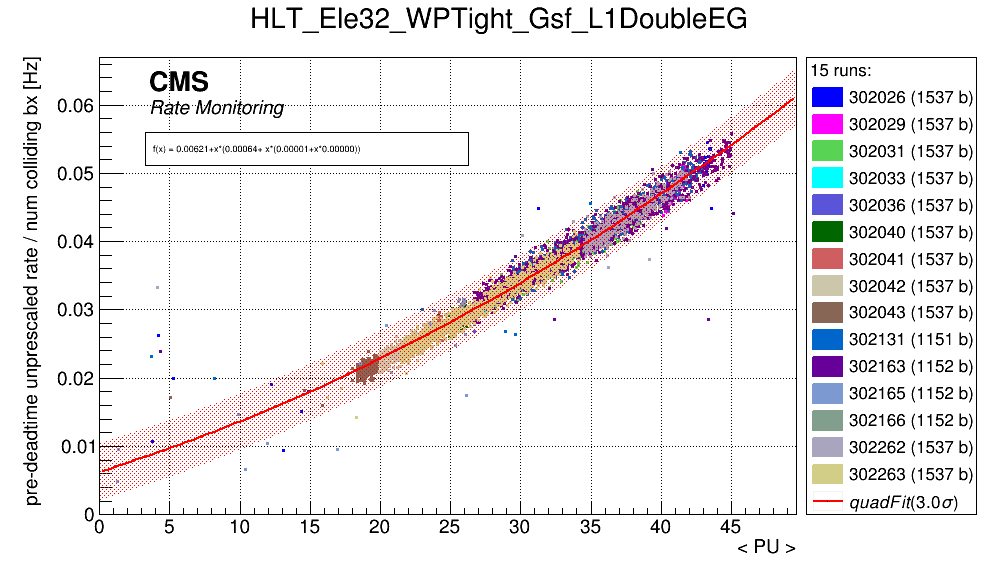 HLT_Ele32_WPTight_Gsf_L1DoubleEG
pre-deadtime unprescaled rate / num colliding bx [Hz]
CMS
Rate Monitoring
f(x) = 0.00621+x*(0.00064+ x*(0.00001+x*0.00000))
0.06
0.05
0.04
0.03
0.02
0.01
0
0 5 10 15 20 25 30 35 40 45
< PU >
15 runs:
302026 (1537 b)
302029 (1537 b)
302031 (1537 b)
302033 (1537 b)
302036 (1537 b)
302040 (1537 b)
302041 (1537 b)
302042 (1537 b)
302043 (1537 b)
302131 (1151 b)
302163 (1152 b)
302165 (1152 b)
302166 (1152 b)
302262 (1537 b)
302263 (1537 b)
quadFit(3.0σ)